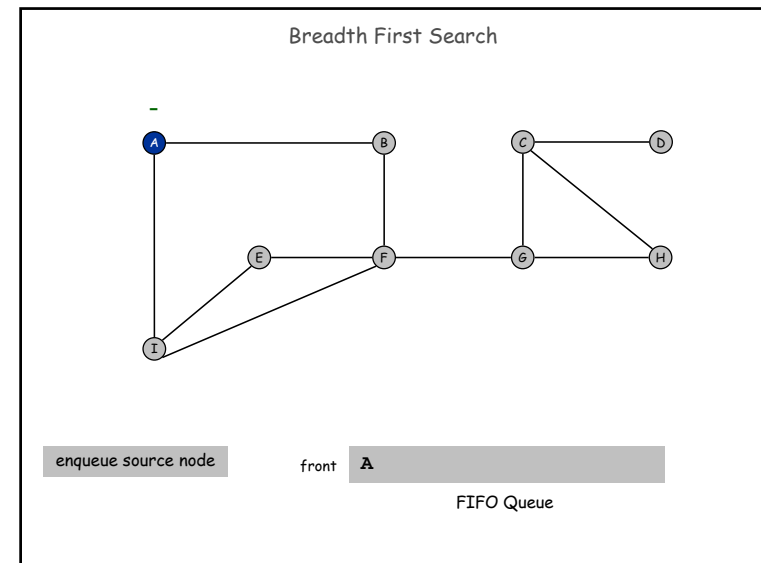 Breadth First Search
-
A
B
C
D
E
F
G
H
I
enqueue source node
front
A
FIFO Queue